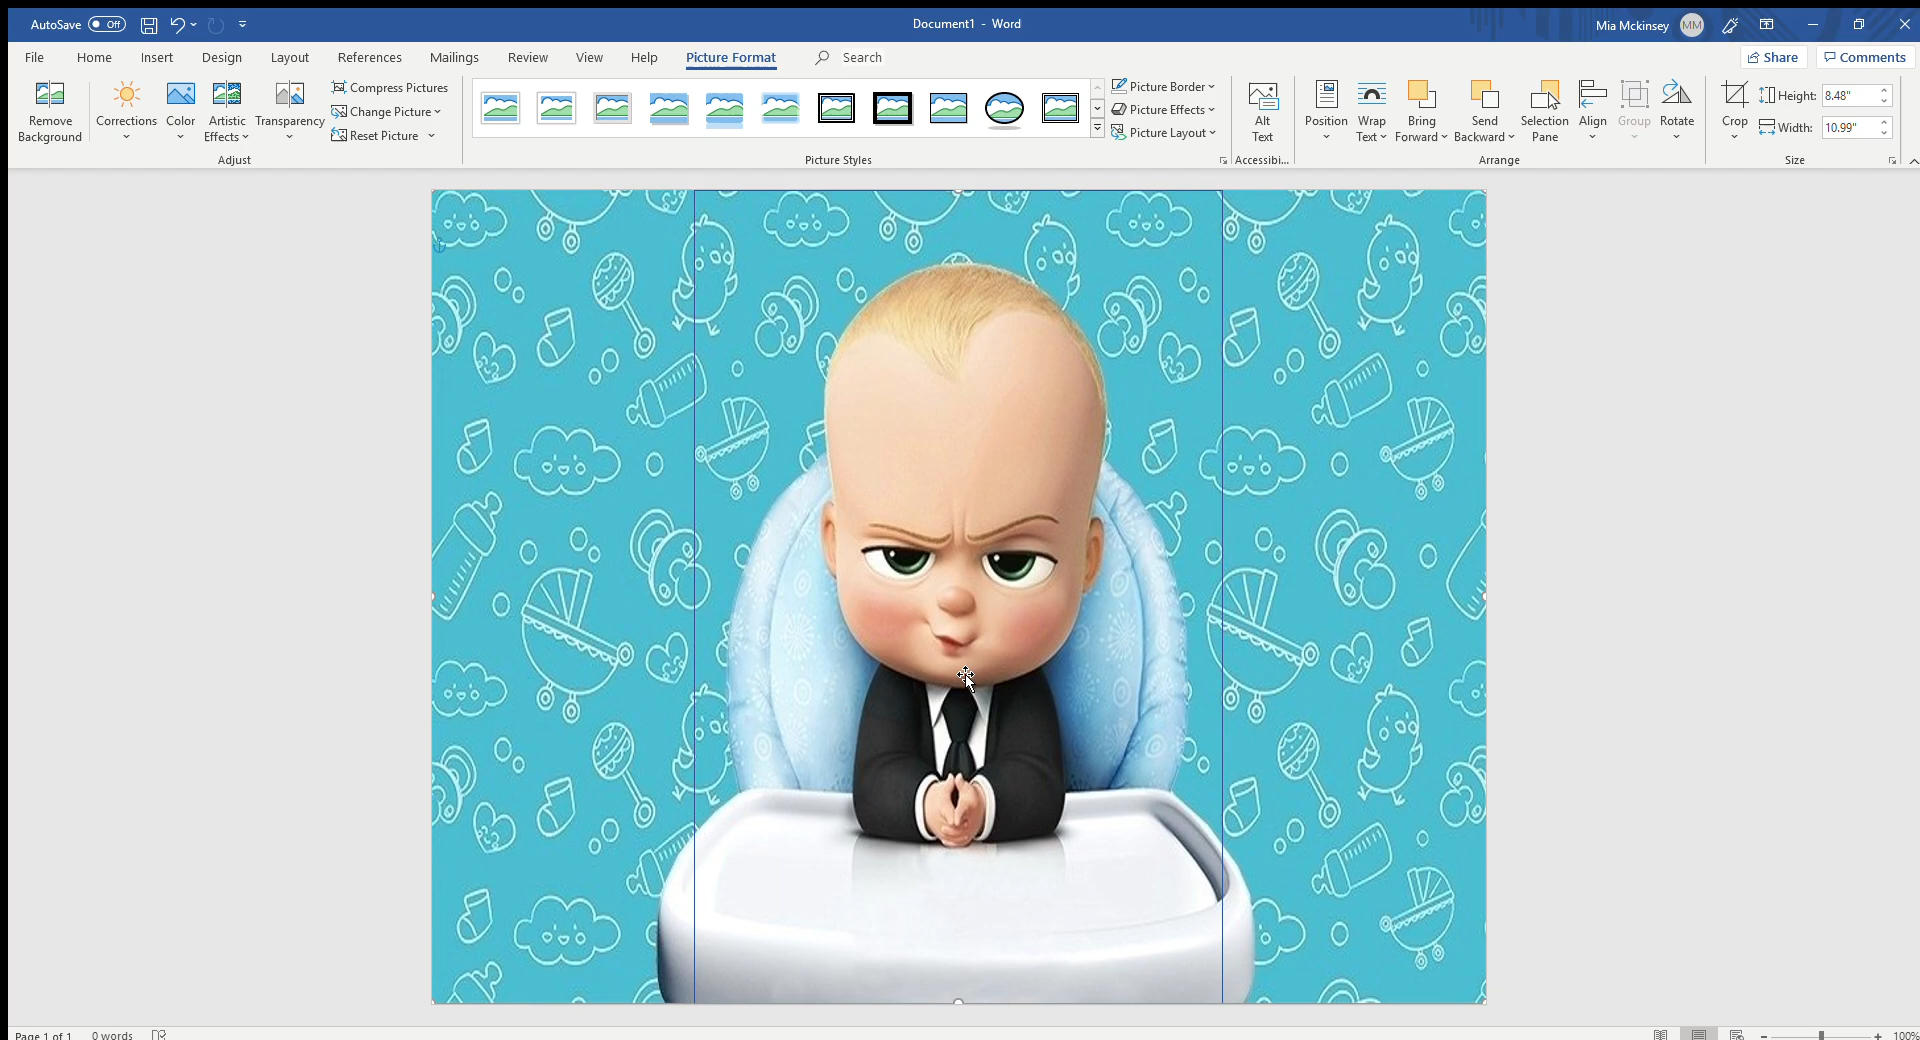 AutoSave Off Document1 - Word Mia Mckinsey MM
File Home Insert Design Layout References Mailings Review View Help Picture Format Search Share Comments
Remove Background
Corrections
Color
Artistic Effects
Transparency
Compress Pictures
Change Picture
Reset Picture
Adjust
Picture Styles
Picture Border
Picture Effects
Picture Layout
Alt Text
Accessibi...
Position
Wrap Text
Bring Forward
Send Backward
Selection Pane
Align
Group
Rotate
Arrange
Crop
Height: 8.48"
Width: 10.99"
Size
Page 1 of 1 0 words 100%